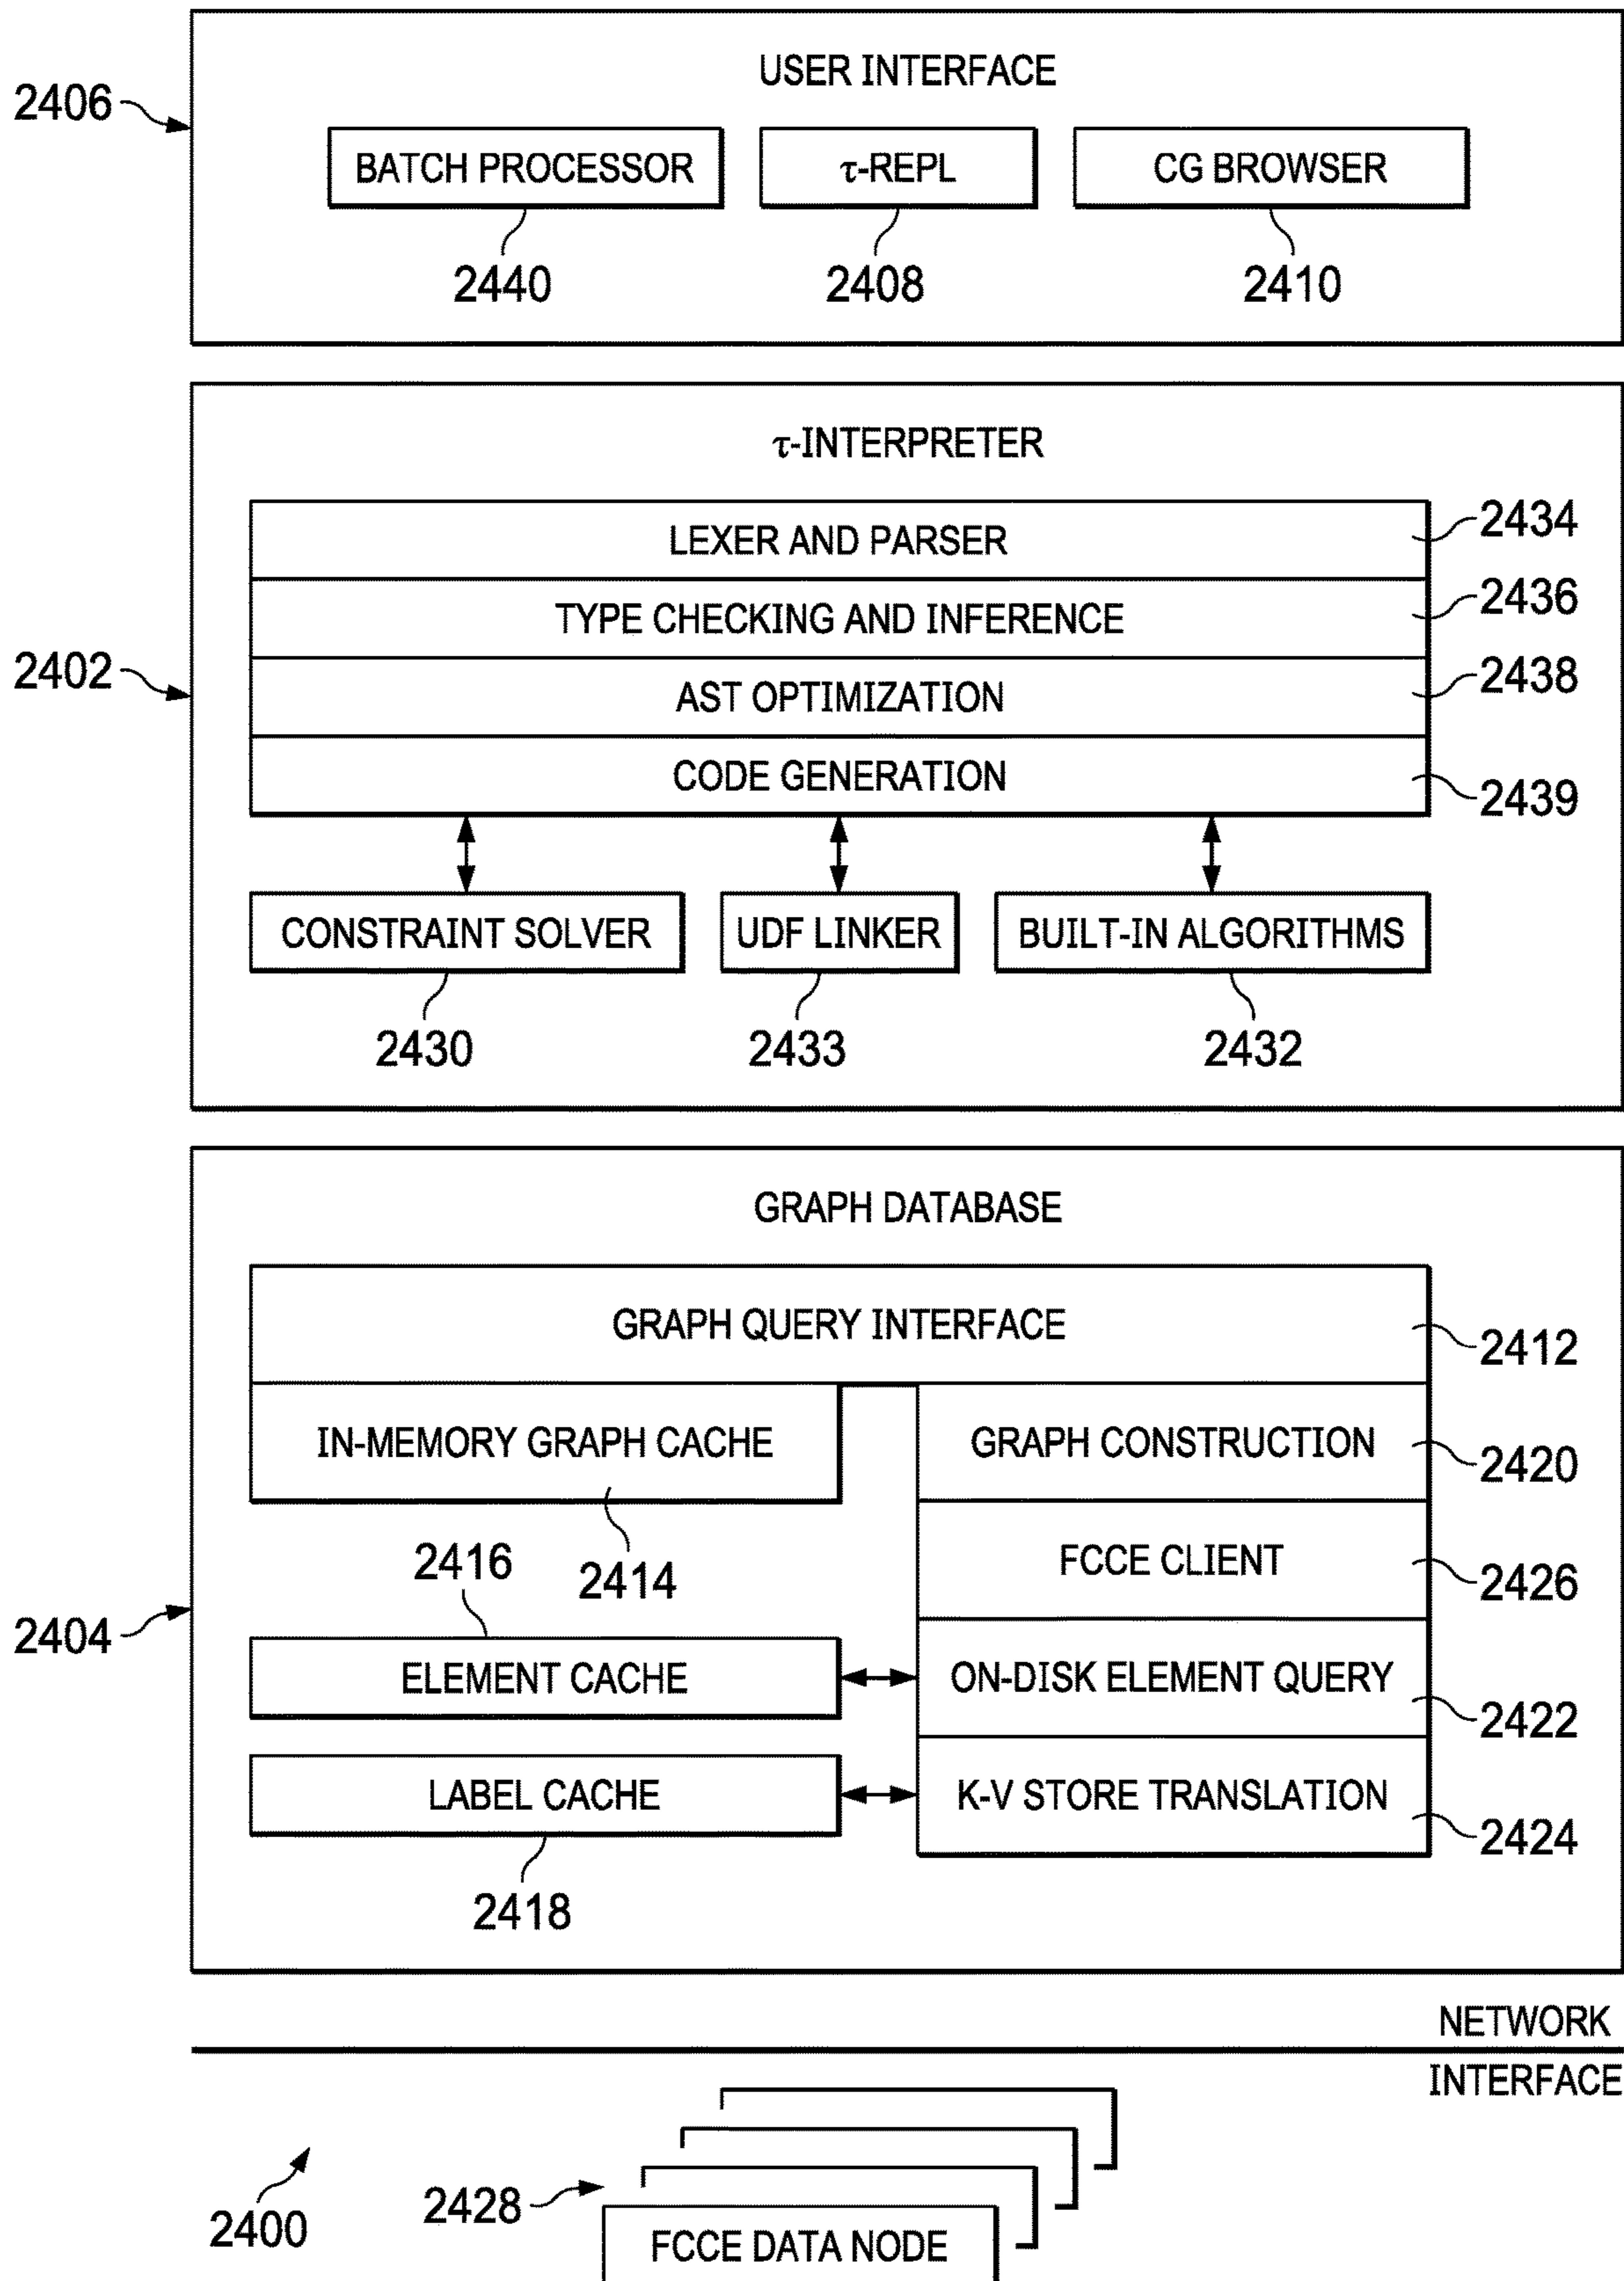 USER INTERFACE
2406
BATCH PROCESSOR
τ-REPL
CG BROWSER
2440
2408
2410
τ-INTERPRETER
LEXER AND PARSER
2434
TYPE CHECKING AND INFERENCE
2436
2402
AST OPTIMIZATION
2438
CODE GENERATION
2439
CONSTRAINT SOLVER
UDF LINKER
BUILT-IN ALGORITHMS
2430
2433
2432
GRAPH DATABASE
GRAPH QUERY INTERFACE
2412
IN-MEMORY GRAPH CACHE
2414
GRAPH CONSTRUCTION
2420
FCCE CLIENT
2426
2404
2416
ELEMENT CACHE
ON-DISK ELEMENT QUERY
2422
LABEL CACHE
K-V STORE TRANSLATION
2424
2418
NETWORK
INTERFACE
2400
2428
FCCE DATA NODE